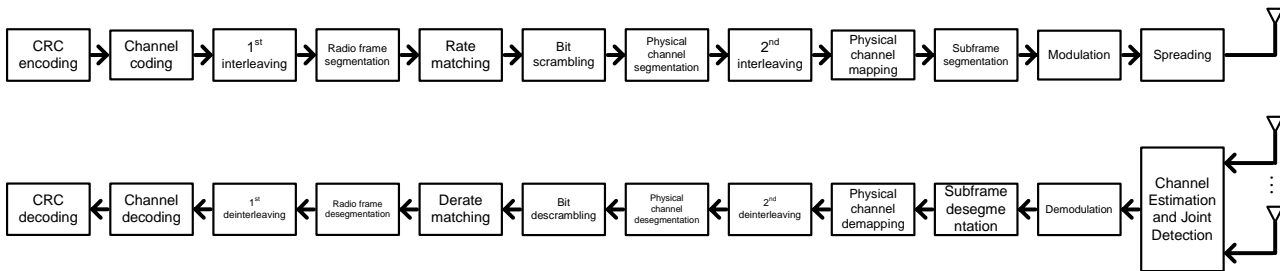 CRC
encoding
Channel
coding
1st
interleaving
Radio frame
segmentation
Rate
matching
Bit
scrambling
Physical
channel
segmentation
2nd
interleaving
Physical
channel
mapping
Subframe
segmentation
Modulation
Spreading
CRC
decoding
Channel
decoding
1st
deinterleaving
Radio frame
desegmentation
Derate
matching
Bit
descrambling
Physical
channel
desegmentation
2nd
deinterleaving
Physical
channel
demapping
Subframe
desegme
ntation
Demodulation
Channel
Estimation
and Joint
Detection